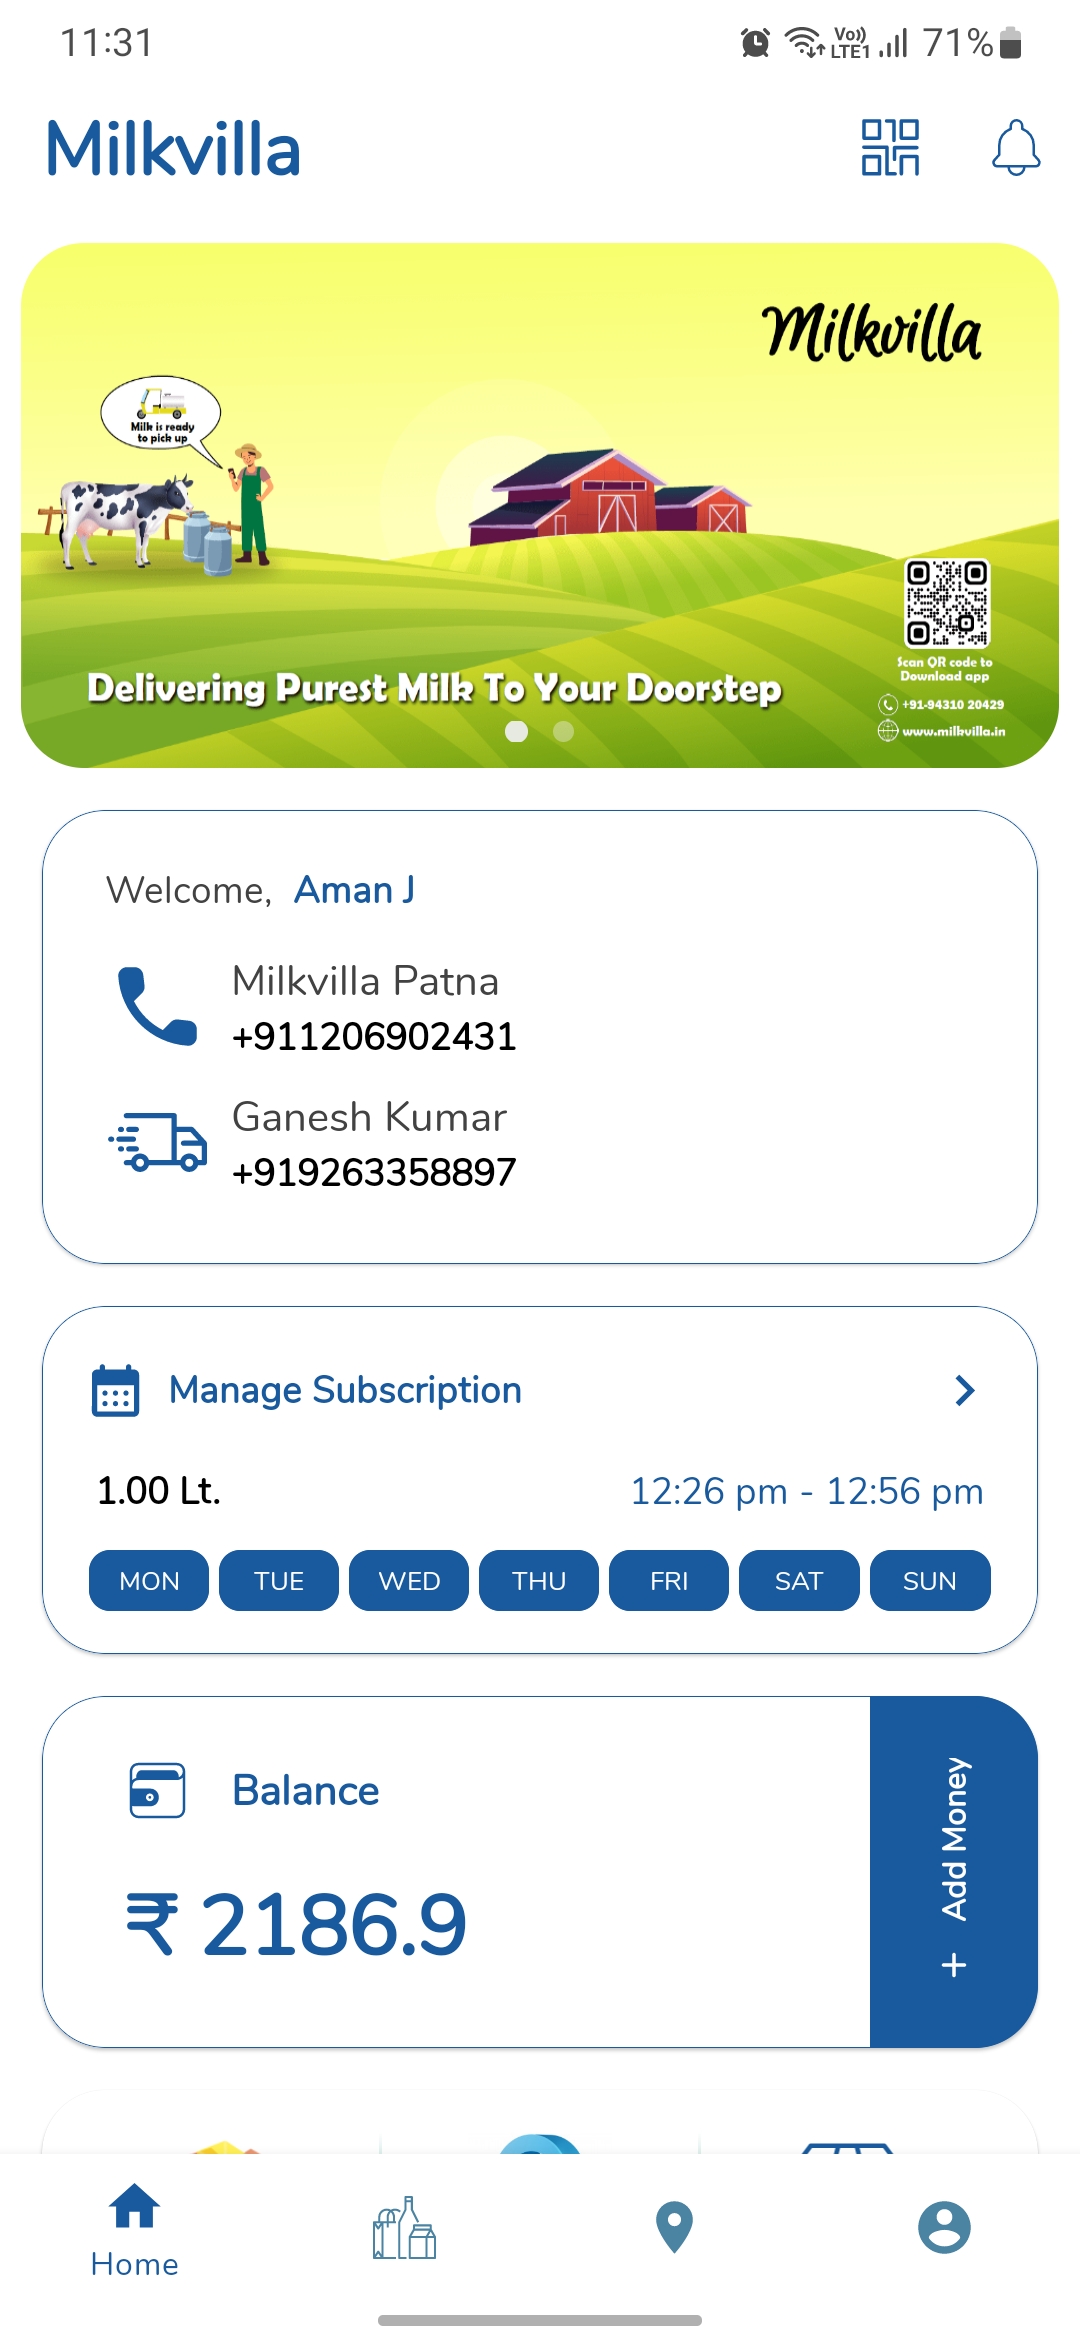 11:31
Vo)) LTE1 71%
Milkvilla
Milkvilla
Milk is ready
to pick up
Delivering Purest Milk To Your Doorstep
Scan QR code to
Download app
+91-94310 20429
www.milkvilla.in
Welcome, Aman J
Milkvilla Patna
+911206902431
Ganesh Kumar
+919263358897
Manage Subscription
1.00 Lt. 12:26 pm - 12:56 pm
MON TUE WED THU FRI SAT SUN
Balance
₹ 2186.9
+ Add Money
Home